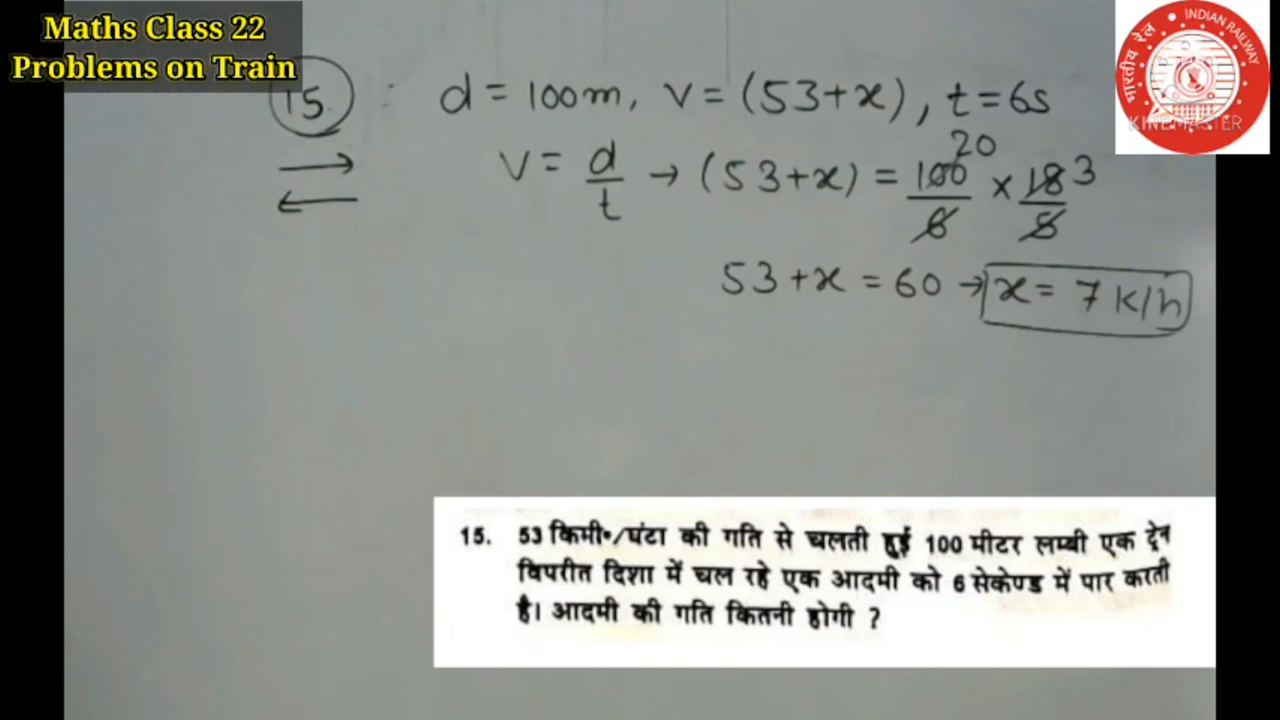 Maths Class 22
Problems on Train
भारतीय रेल
INDIAN RAILWAY
KINEMASTER
15. d = 100m, v = (53+x), t = 6s
v = d/t → (53+x) = 100/6 × 18/5
20 3
53+x = 60 → x = 7 K/h
15. 53 किमी॰/घंटा की गति से चलती हुई 100 मीटर लम्बी एक ट्रेन
विपरीत दिशा में चल रहे एक आदमी को 6 सेकेण्ड में पार करती
है। आदमी की गति कितनी होगी ?